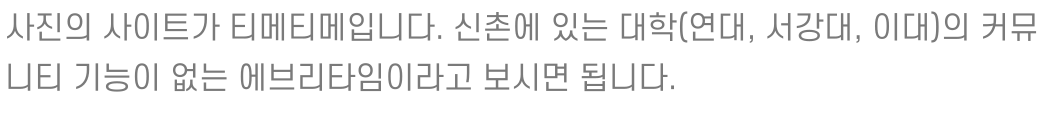 사진의 사이트가 티메티메입니다. 신촌에 있는 대학(연대, 서강대, 이대)의 커뮤
니티 기능이 없는 에브리타임이라고 보시면 됩니다.